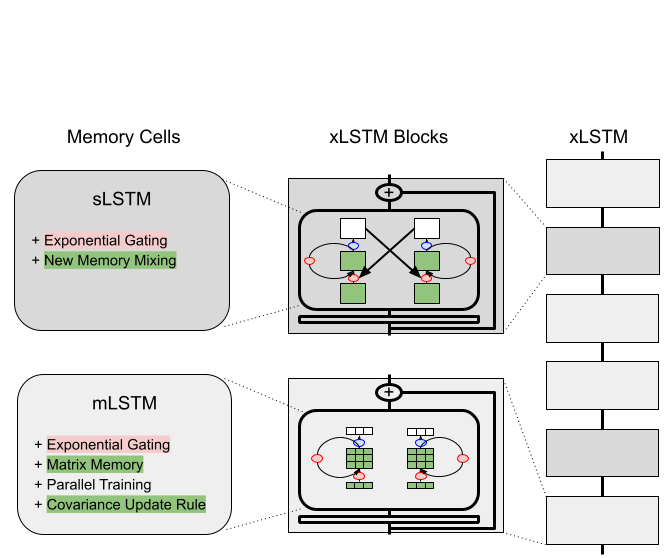 Memory Cells
xLSTM Blocks
xLSTM
sLSTM
+ Exponential Gating
+ New Memory Mixing
+
mLSTM
+ Exponential Gating
+ Matrix Memory
+ Parallel Training
+ Covariance Update Rule
+